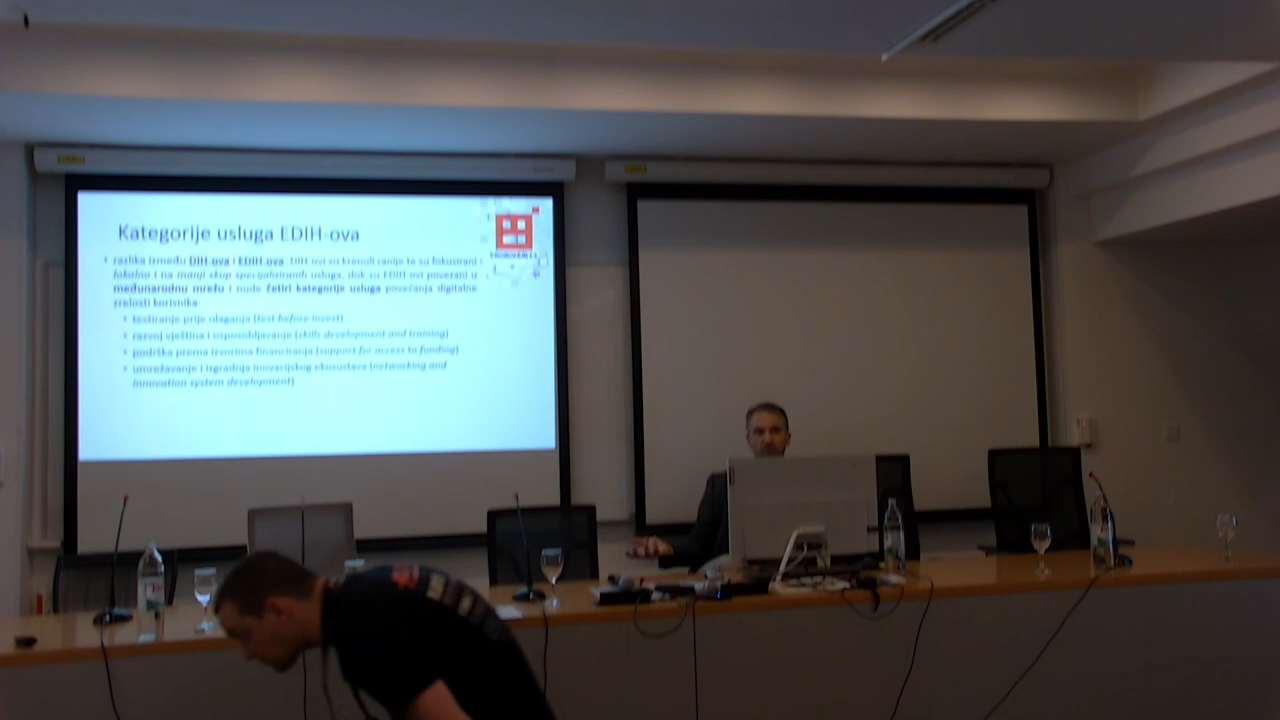 Kategorije usluga EDIH-ova
• razlika između DIH-ova i EDIH-ova DIH-ovi su krenuli ranije te su fokusirani
lokalno i na manji skup specijaliziranih usluga, dok su EDIH-ovi povezani u
međunarodnu mrežu i nude četiri kategorije usluga povećanja digitalne
zrelosti korisnika
• testiranje prije ulaganja (test before invest)
• razvoj vještina i osposobljavanje (skills development and training)
• podrška prema izvorima financiranja (support for access to funding)
• umrežavanje i izgradnja inovacijskog ekosustava (networking and
innovation system development)